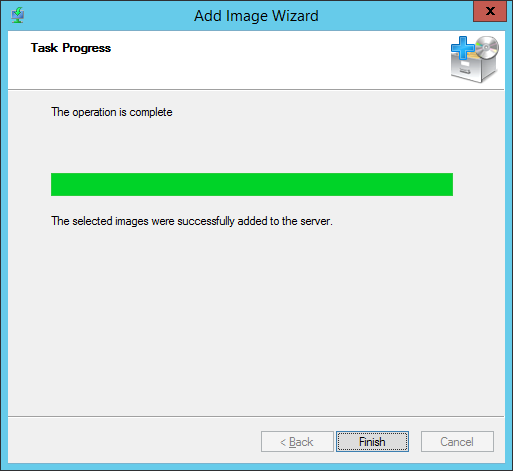 Add Image Wizard
x
Task Progress
The operation is complete
The selected images were successfully added to the server.
< Back
Finish
Cancel